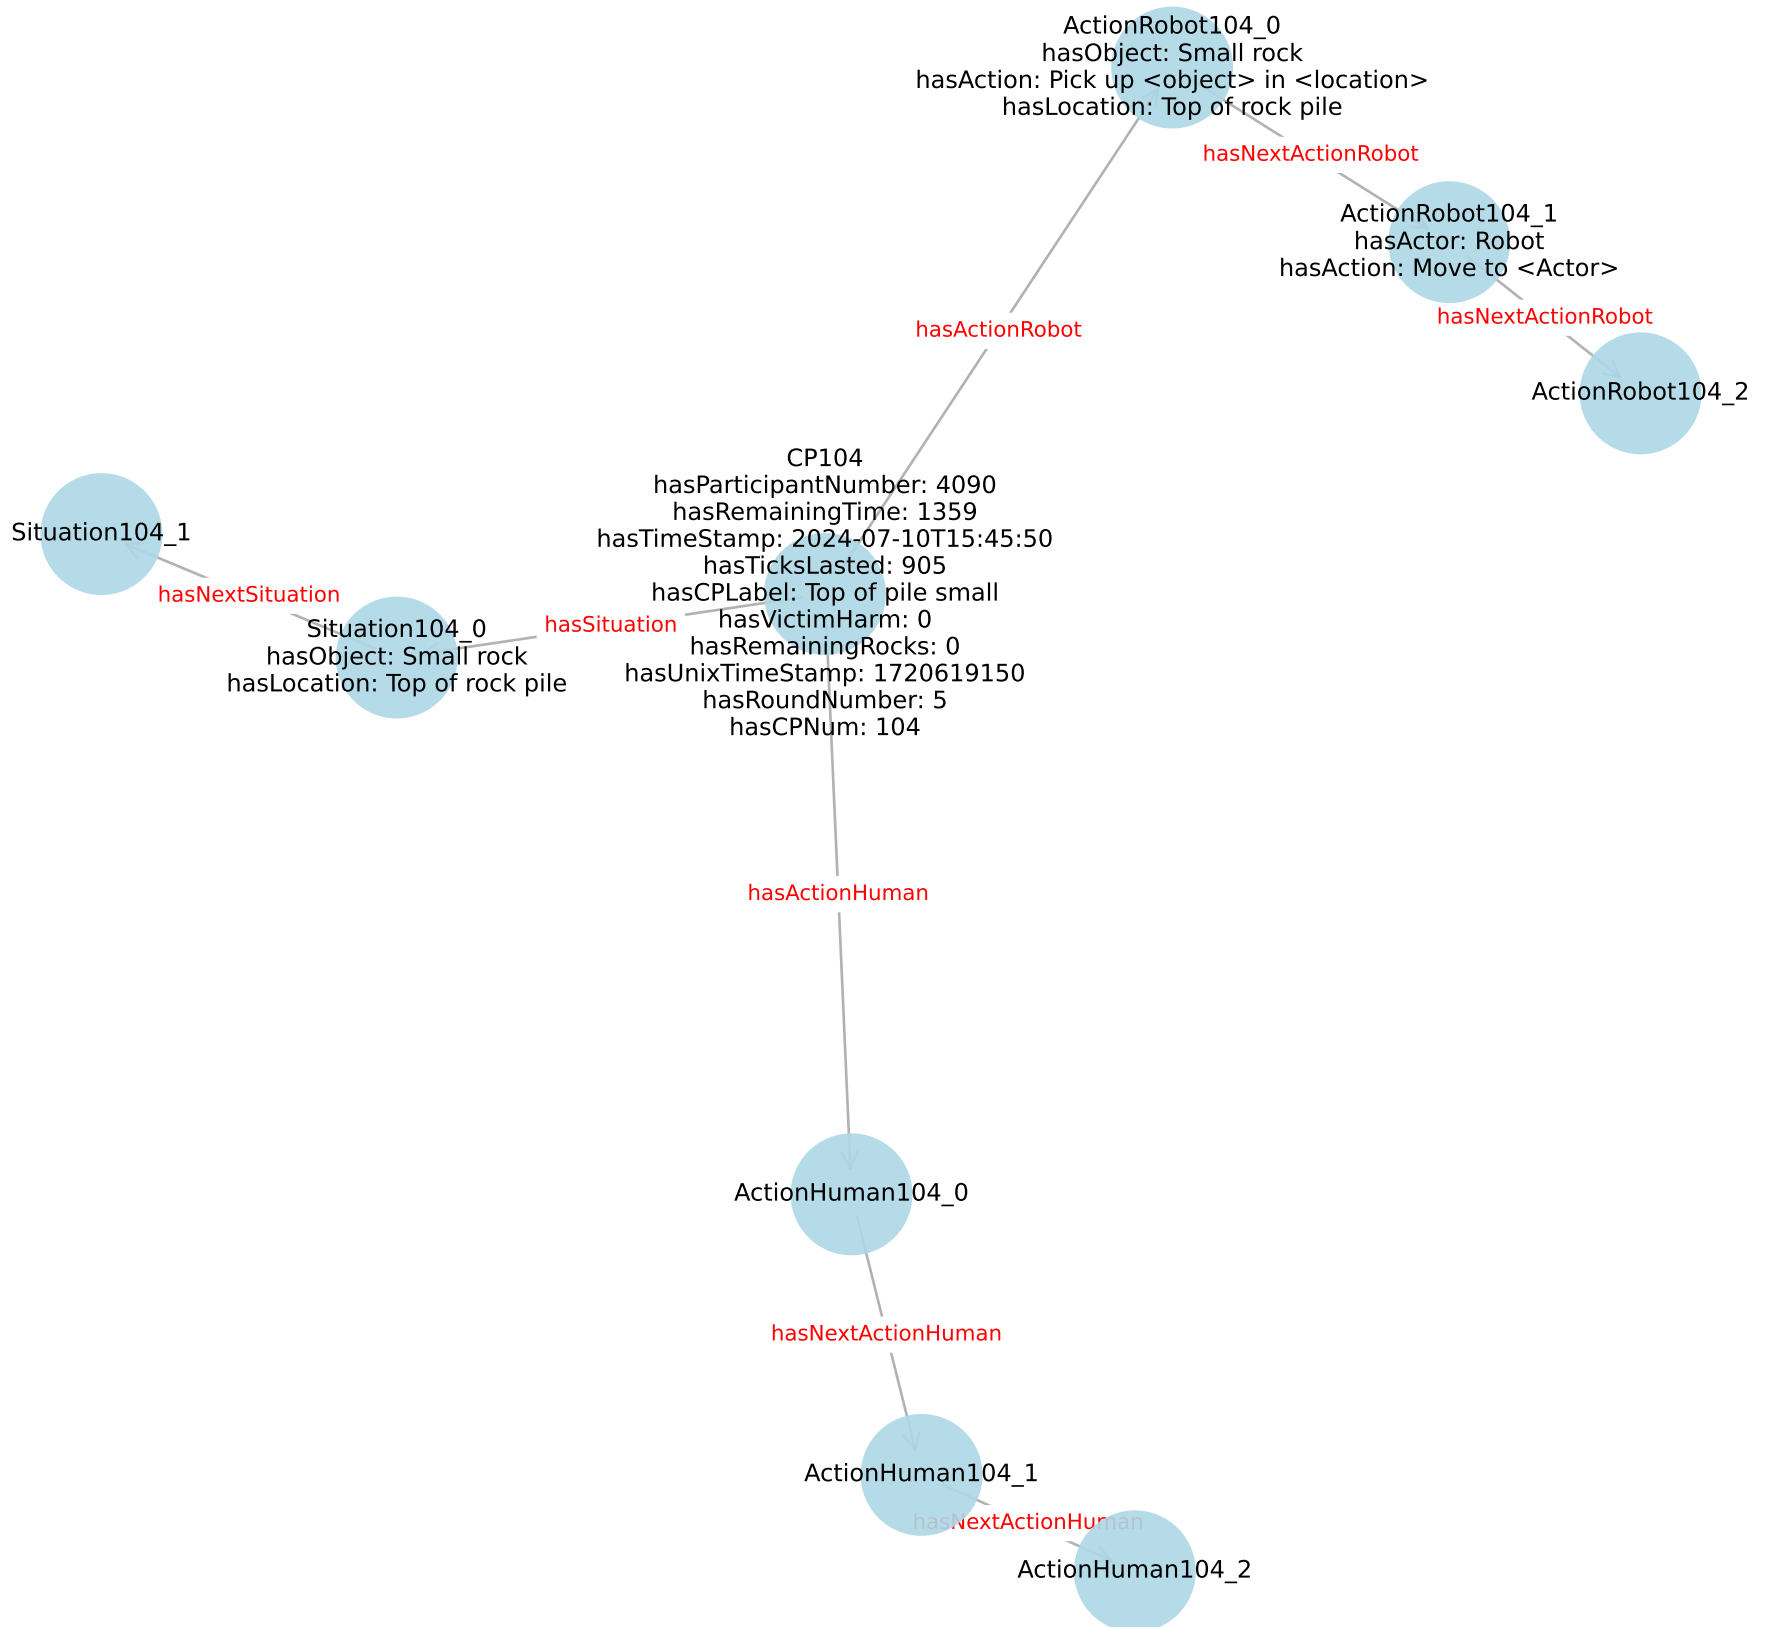 ActionRobot104_0
hasObject: Small rock
hasAction: Pick up <object> in <location>
hasLocation: Top of rock pile
hasNextActionRobot
ActionRobot104_1
hasActor: Robot
hasAction: Move to <Actor>
hasNextActionRobot
hasActionRobot
ActionRobot104_2
CP104
hasParticipantNumber: 4090
hasRemainingTime: 1359
hasTimeStamp: 2024-07-10T15:45:50
hasTicksLasted: 905
hasCPLabel: Top of pile small
hasVictimHarm: 0
hasRemainingRocks: 0
hasUnixTimeStamp: 1720619150
hasRoundNumber: 5
hasCPNum: 104
Situation104_1
hasNextSituation
hasSituation
Situation104_0
hasObject: Small rock
hasLocation: Top of rock pile
hasActionHuman
ActionHuman104_0
hasNextActionHuman
ActionHuman104_1
hasNextActionHuman
ActionHuman104_2